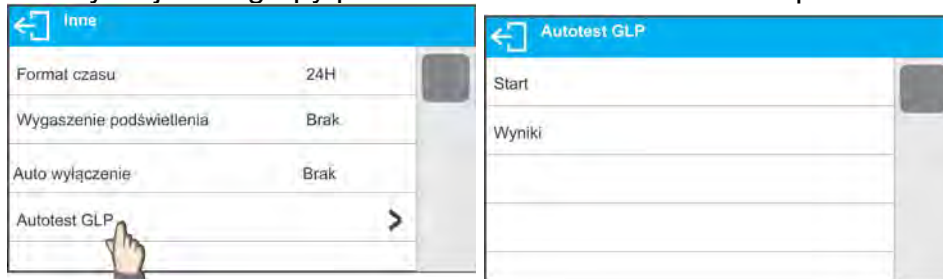 Inne
Format czasu 24H
Wygaszenie podświetlenia Brak
Auto wyłączenie Brak
Autotest GLP >
Autotest GLP
Start
Wyniki